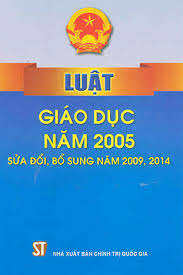 LUẬT
GIÁO DỤC
NĂM 2005
SỬA ĐỔI, BỔ SUNG NĂM 2009, 2014
ST
NHÀ XUẤT BẢN CHÍNH TRỊ QUỐC GIA